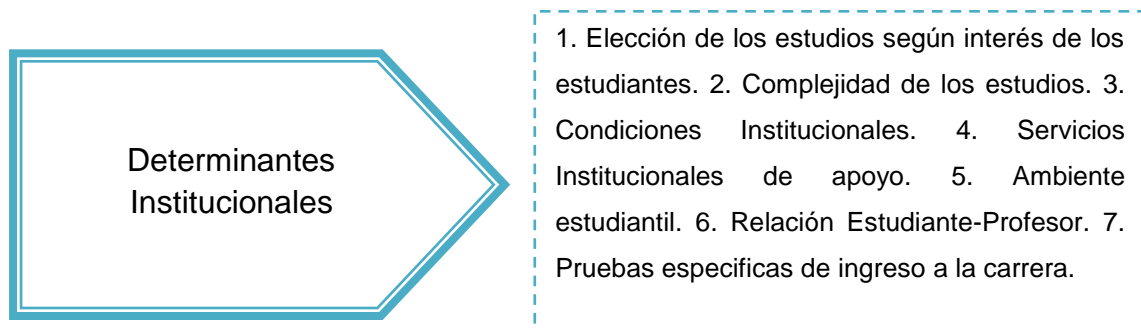 Determinantes
Institucionales
1. Elección de los estudios según interés de los
estudiantes. 2. Complejidad de los estudios. 3.
Condiciones Institucionales. 4. Servicios
Institucionales de apoyo. 5. Ambiente
estudiantil. 6. Relación Estudiante-Profesor. 7.
Pruebas especificas de ingreso a la carrera.